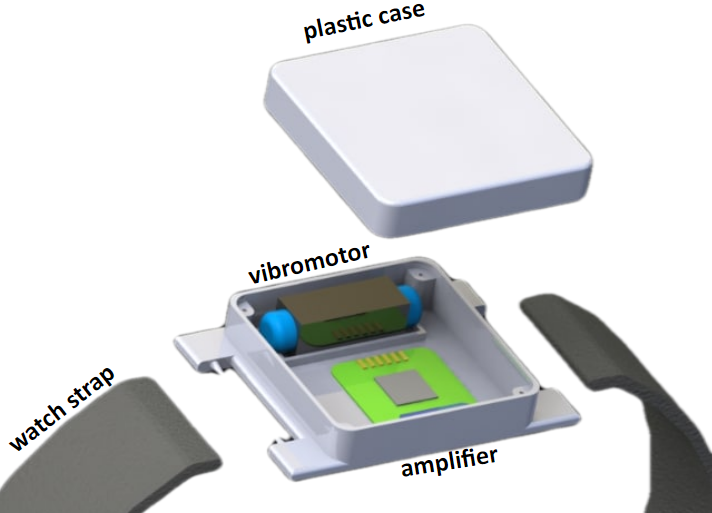 plastic case
vibromotor
watch strap
amplifier